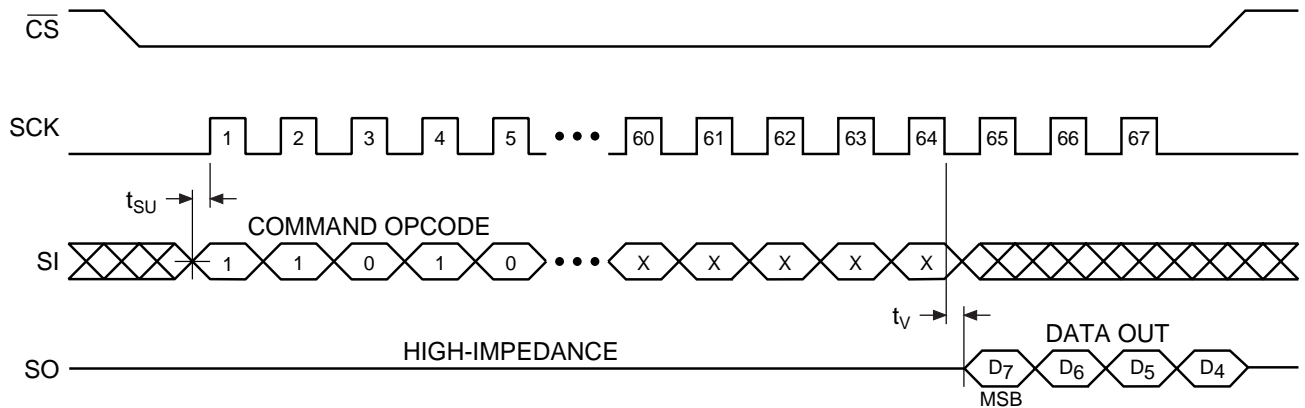 CS
SCK 1 2 3 4 5 ••• 60 61 62 63 64 65 66 67
tSU
COMMAND OPCODE
SI 1 1 0 1 0 ••• X X X X X
tV
DATA OUT
HIGH-IMPEDANCE
SO D7 D6 D5 D4
MSB